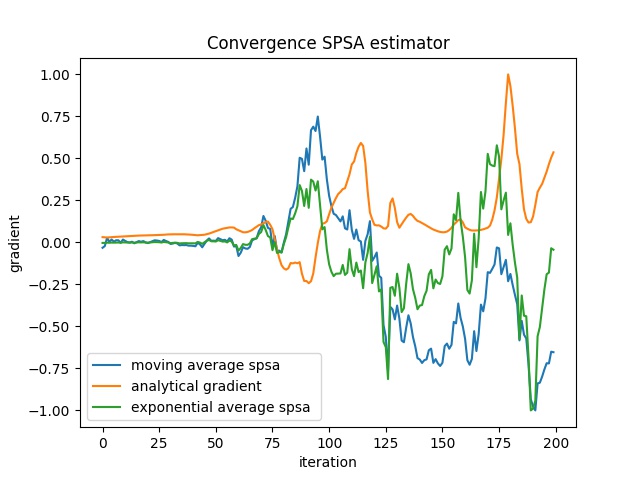 Convergence SPSA estimator
1.00
0.75
0.50
0.25
0.00
−0.25
−0.50
−0.75
−1.00
gradient
moving average spsa
analytical gradient
exponential average spsa
0 25 50 75 100 125 150 175 200
iteration